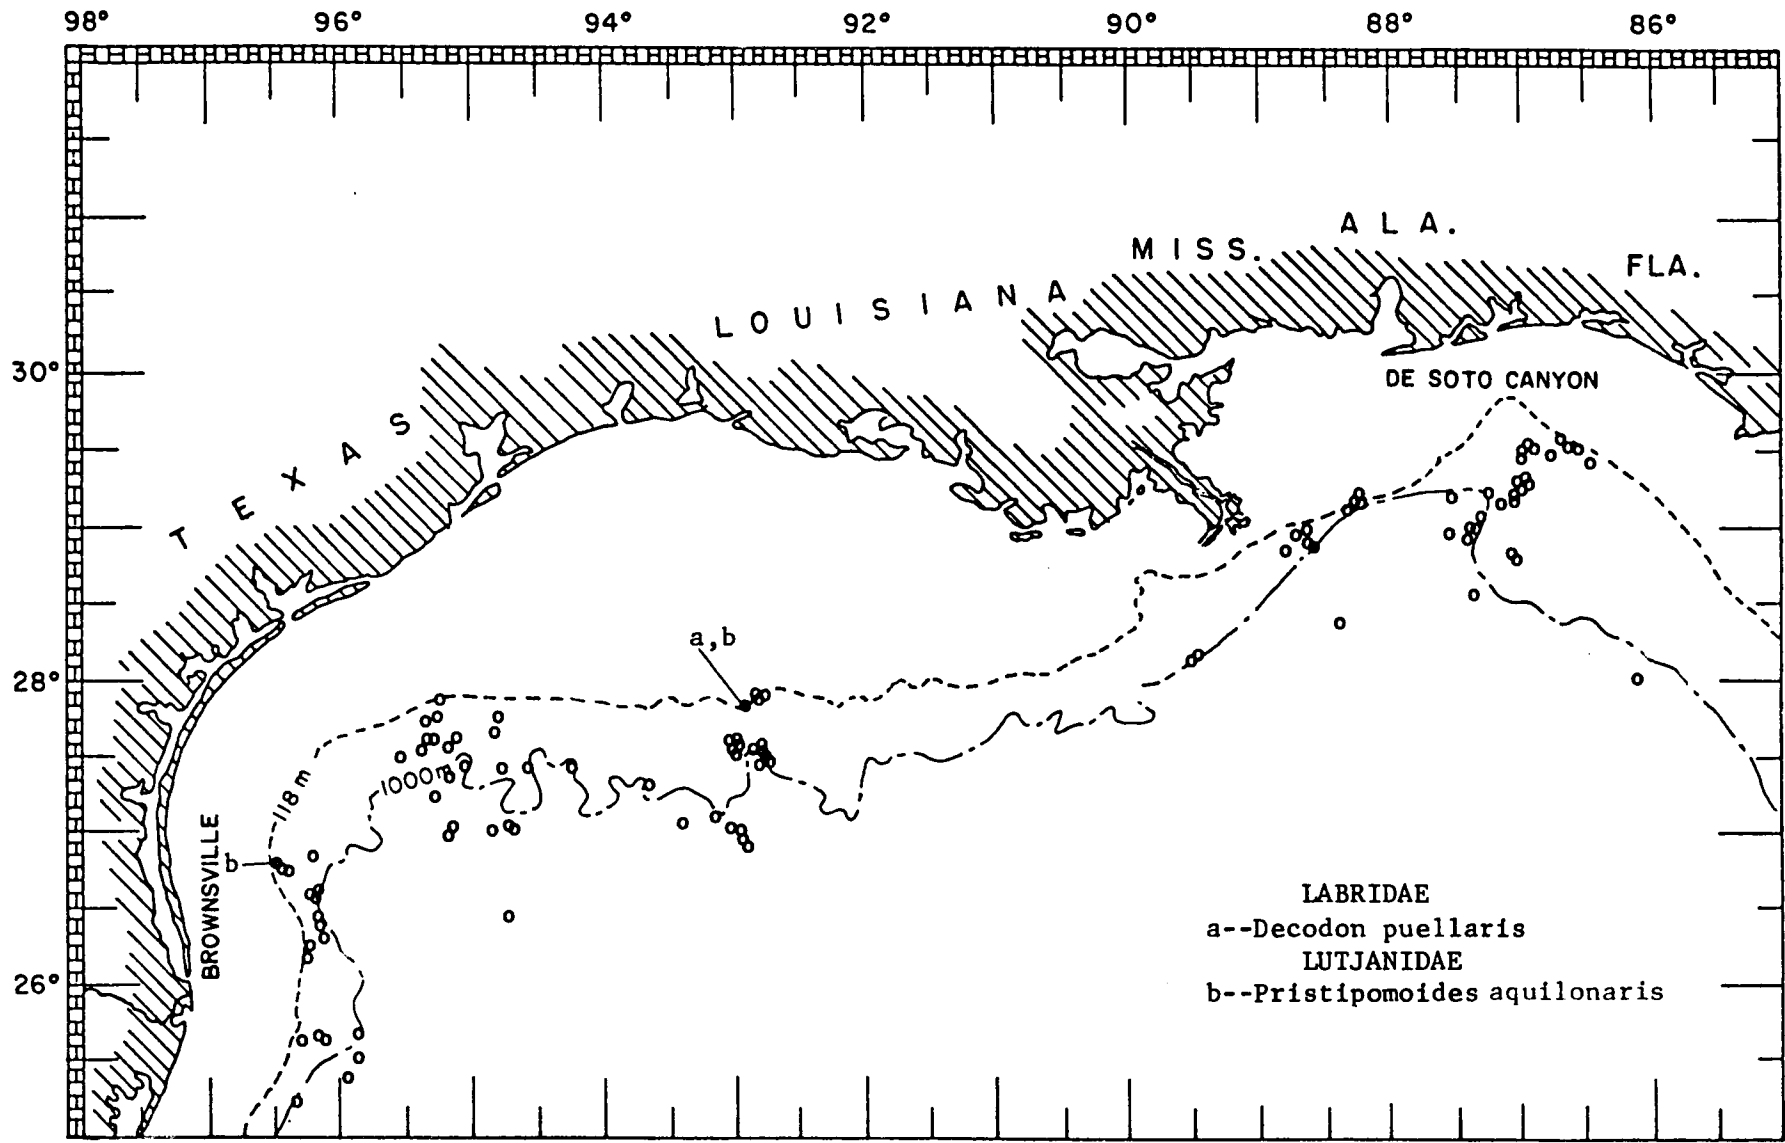 98° 96° 94° 92° 90° 88° 86°
ALA.
MISS.
FLA.
LOUISIANA
30°
DE SOTO CANYON
TEXAS
a,b
28°
118 m
1000m
BROWNSVILLE
b
LABRIDAE
a--Decodon puellaris
LUTJANIDAE
26°
b--Pristipomoides aquilonaris